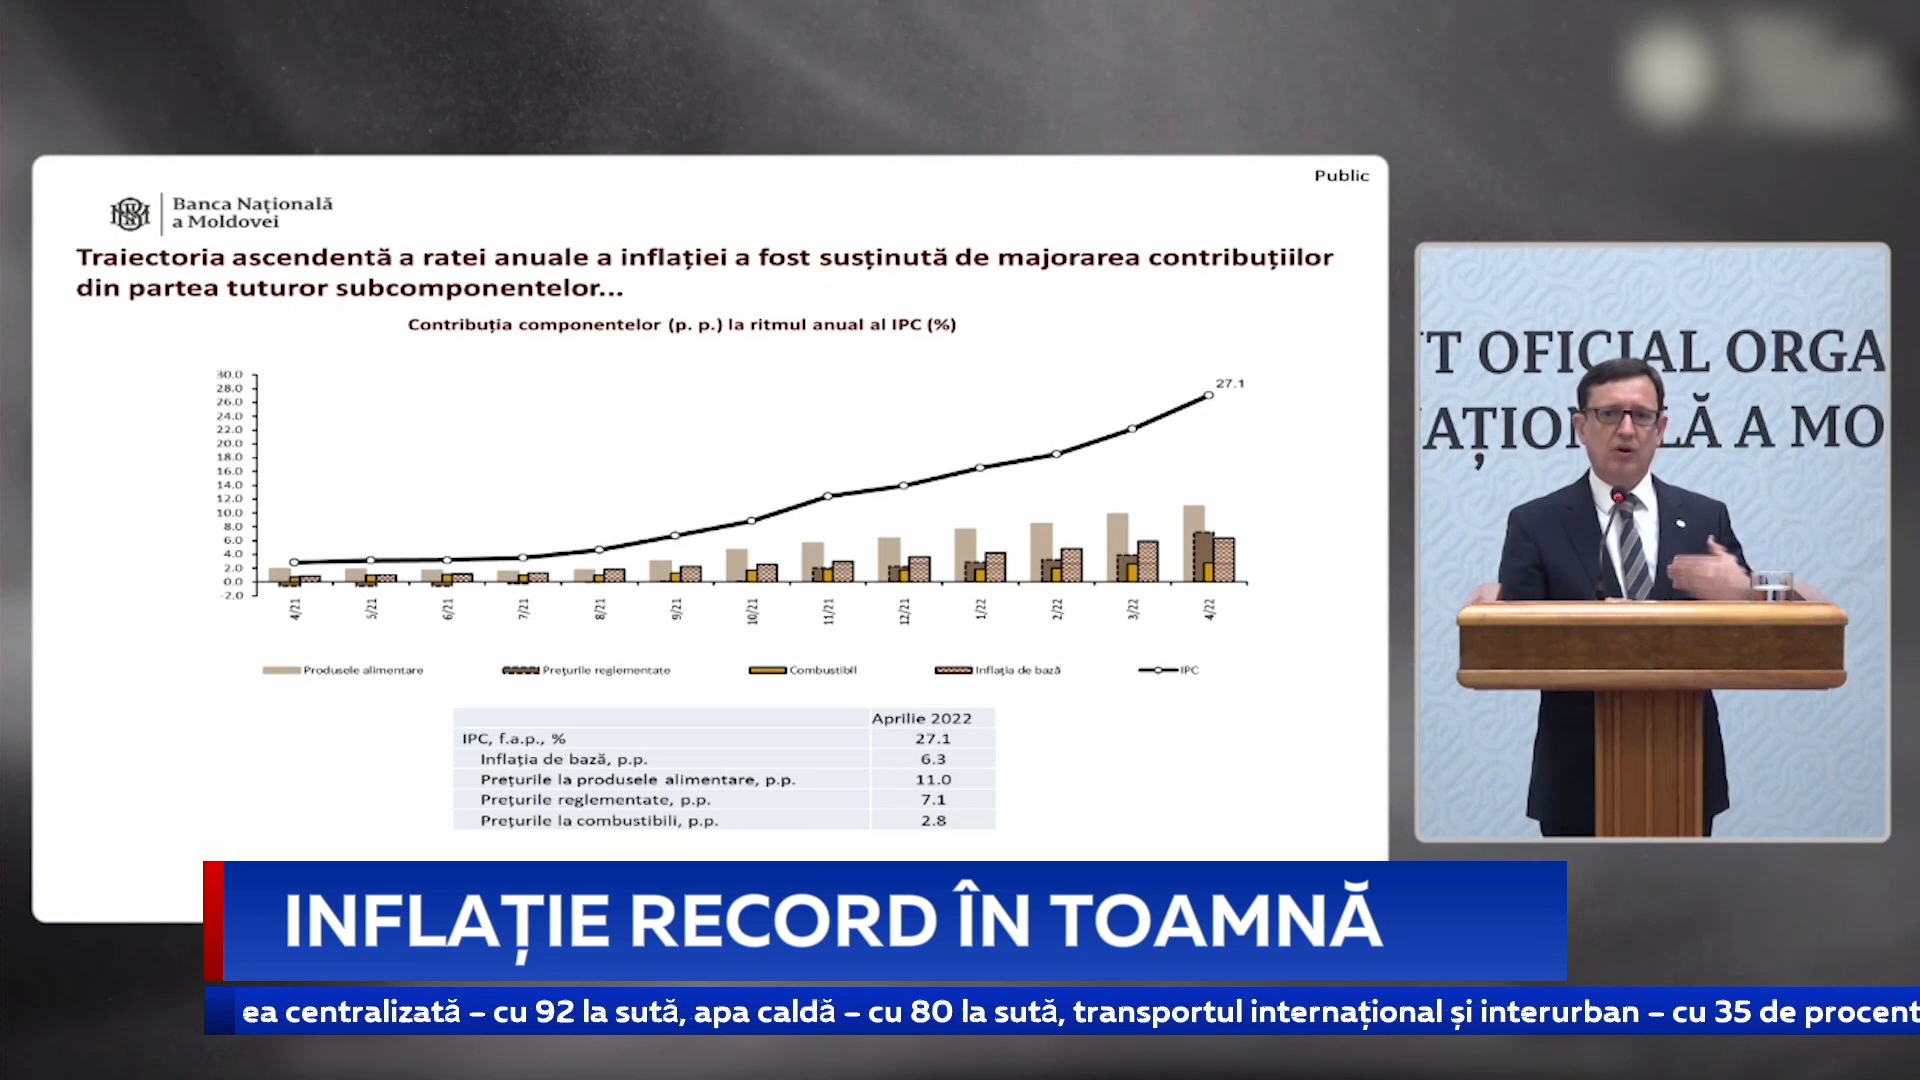 Public
Banca Națională
a Moldovei
Traiectoria ascendentă a ratei anuale a inflației a fost susținută de majorarea contribuțiilor
din partea tuturor subcomponentelor...
Contribuția componentelor (p. p.) la ritmul anual al IPC (%)
30.0
28.0
26.0
24.0
22.0
20.0
18.0
16.0
14.0
12.0
10.0
8.0
6.0
4.0
2.0
0.0
-2.0
27.1
4/21 5/21 6/21 7/21 8/21 9/21 10/21 11/21 12/21 1/22 2/22 3/22 4/22
Produsele alimentare Prețurile reglementate Combustibil Inflația de bază IPC
Aprilie 2022
IPC, f.a.p., % 27.1
Inflația de bază, p.p. 6.3
Prețurile la produsele alimentare, p.p. 11.0
Prețurile reglementate, p.p. 7.1
Prețurile la combustibili, p.p. 2.8
T OFICIAL ORGA
AȚION LĂ A MO
INFLAȚIE RECORD ÎN TOAMNĂ
ea centralizată – cu 92 la sută, apa caldă – cu 80 la sută, transportul internațional și interurban – cu 35 de procent